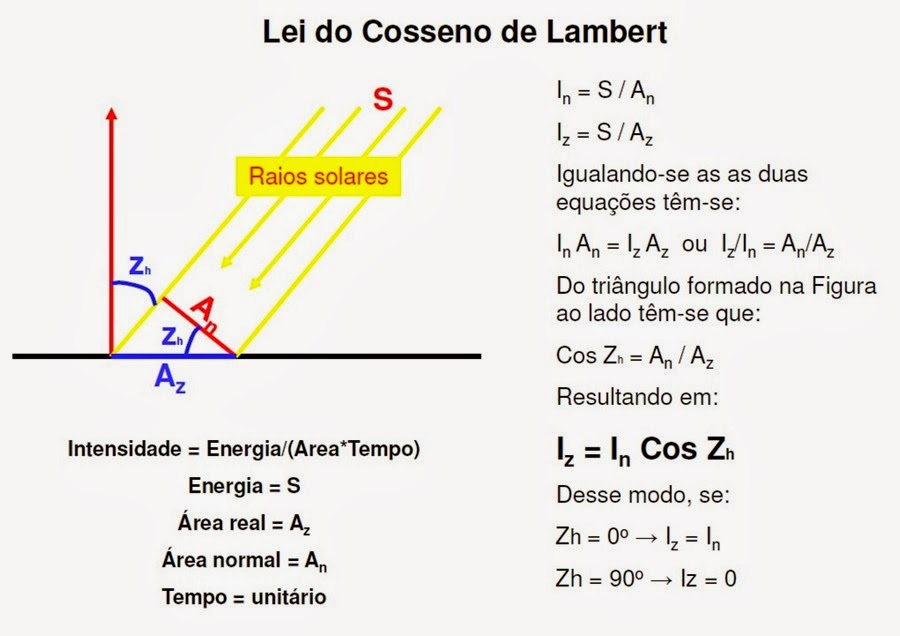 Lei do Cosseno de Lambert
S
Raios solares
Zh
An
Zh
Az
Intensidade = Energia/(Area*Tempo)
Energia = S
Área real = Az
Área normal = An
Tempo = unitário
In = S / An
Iz = S / Az
Igualando-se as as duas
equações têm-se:
In An = Iz Az ou Iz/In = An/Az
Do triângulo formado na Figura
ao lado têm-se que:
Cos Zh = An / Az
Resultando em:
Iz = In Cos Zh
Desse modo, se:
Zh = 0º → Iz = In
Zh = 90º → Iz = 0